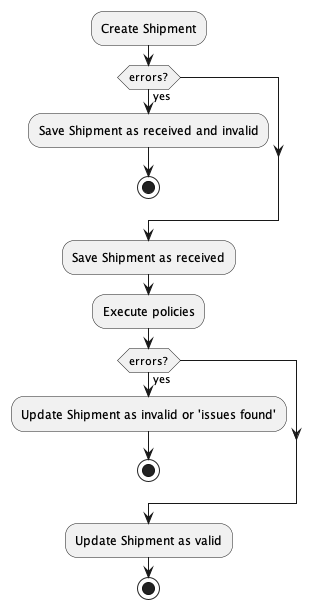 Create Shipment
errors?
yes
Save Shipment as received and invalid
Save Shipment as received
Execute policies
errors?
yes
Update Shipment as invalid or 'issues found'
Update Shipment as valid